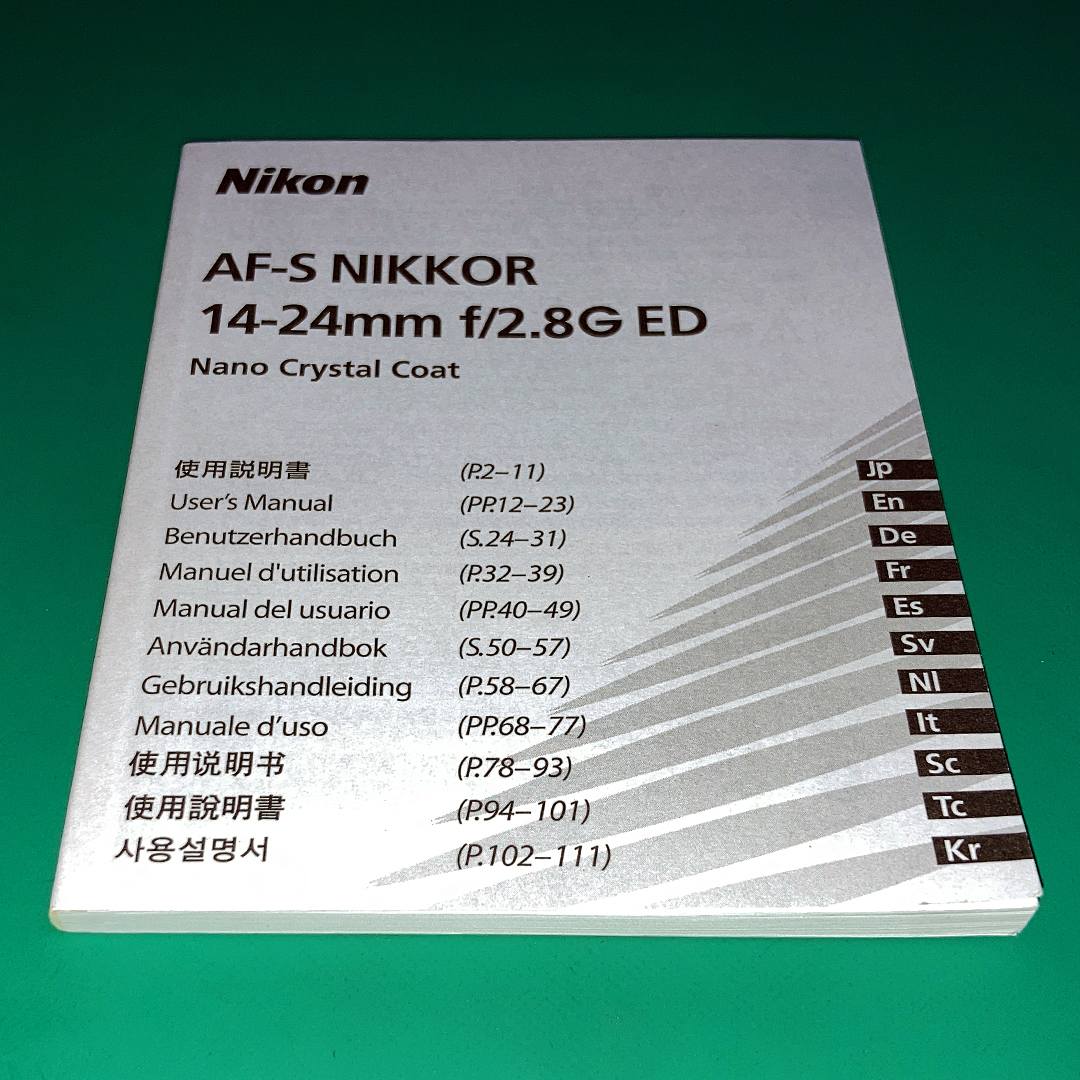 Nikon
AF-S NIKKOR
14-24mm f/2.8G ED
Nano Crystal Coat
使用説明書 (P.2–11) Jp
User's Manual (PP.12–23) En
Benutzerhandbuch (S.24–31) De
Manuel d'utilisation (P.32–39) Fr
Manual del usuario (PP.40–49) Es
Användarhandbok (S.50–57) Sv
Gebruikshandleiding (P.58–67) Nl
Manuale d'uso (PP.68–77) It
使用说明书 (P.78–93) Sc
使用說明書 (P.94–101) Tc
사용설명서 (P.102–111) Kr